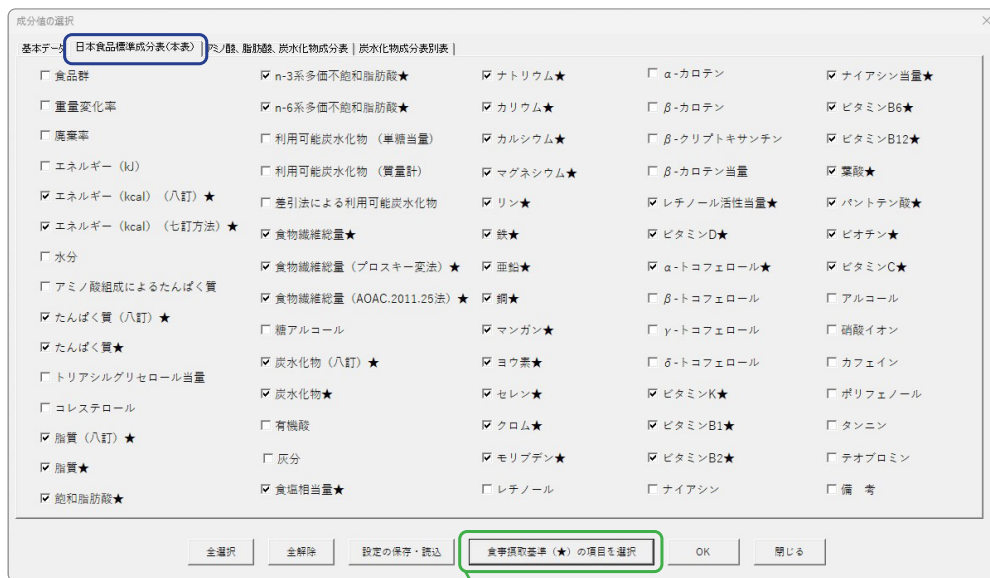 成分値の選択
基本データ 日本食品標準成分表(本表) アミノ酸、脂肪酸、炭水化物成分表 炭水化物成分表別表
食品群
重量変化率
廃棄率
エネルギー (kJ)
エネルギー (kcal) (八訂) ★
エネルギー (kcal) (七訂方法) ★
水分
アミノ酸組成によるたんぱく質
たんぱく質 (八訂) ★
たんぱく質★
トリアシルグリセロール当量
コレステロール
脂質 (八訂) ★
脂質★
飽和脂肪酸★
n-3系多価不飽和脂肪酸★
n-6系多価不飽和脂肪酸★
利用可能炭水化物 (単糖当量)
利用可能炭水化物 (質量計)
差引法による利用可能炭水化物
食物繊維総量★
食物繊維総量 (プロスキー変法) ★
食物繊維総量 (AOAC.2011.25法) ★
糖アルコール
炭水化物 (八訂) ★
炭水化物★
有機酸
灰分
食塩相当量★
ナトリウム★
カリウム★
カルシウム★
マグネシウム★
リン★
鉄★
亜鉛★
銅★
マンガン★
ヨウ素★
セレン★
クロム★
モリブデン★
レチノール
α-カロテン
β-カロテン
β-クリプトキサンチン
β-カロテン当量
レチノール活性当量★
ビタミンD★
α-トコフェロール★
β-トコフェロール
γ-トコフェロール
δ-トコフェロール
ビタミンK★
ビタミンB1★
ビタミンB2★
ナイアシン
ナイアシン当量★
ビタミンB6★
ビタミンB12★
葉酸★
パントテン酸★
ビオチン★
ビタミンC★
アルコール
硝酸イオン
カフェイン
ポリフェノール
タンニン
テオブロミン
備 考
全選択 全解除 設定の保存・読込 食事摂取基準 (★) の項目を選択 OK 閉じる